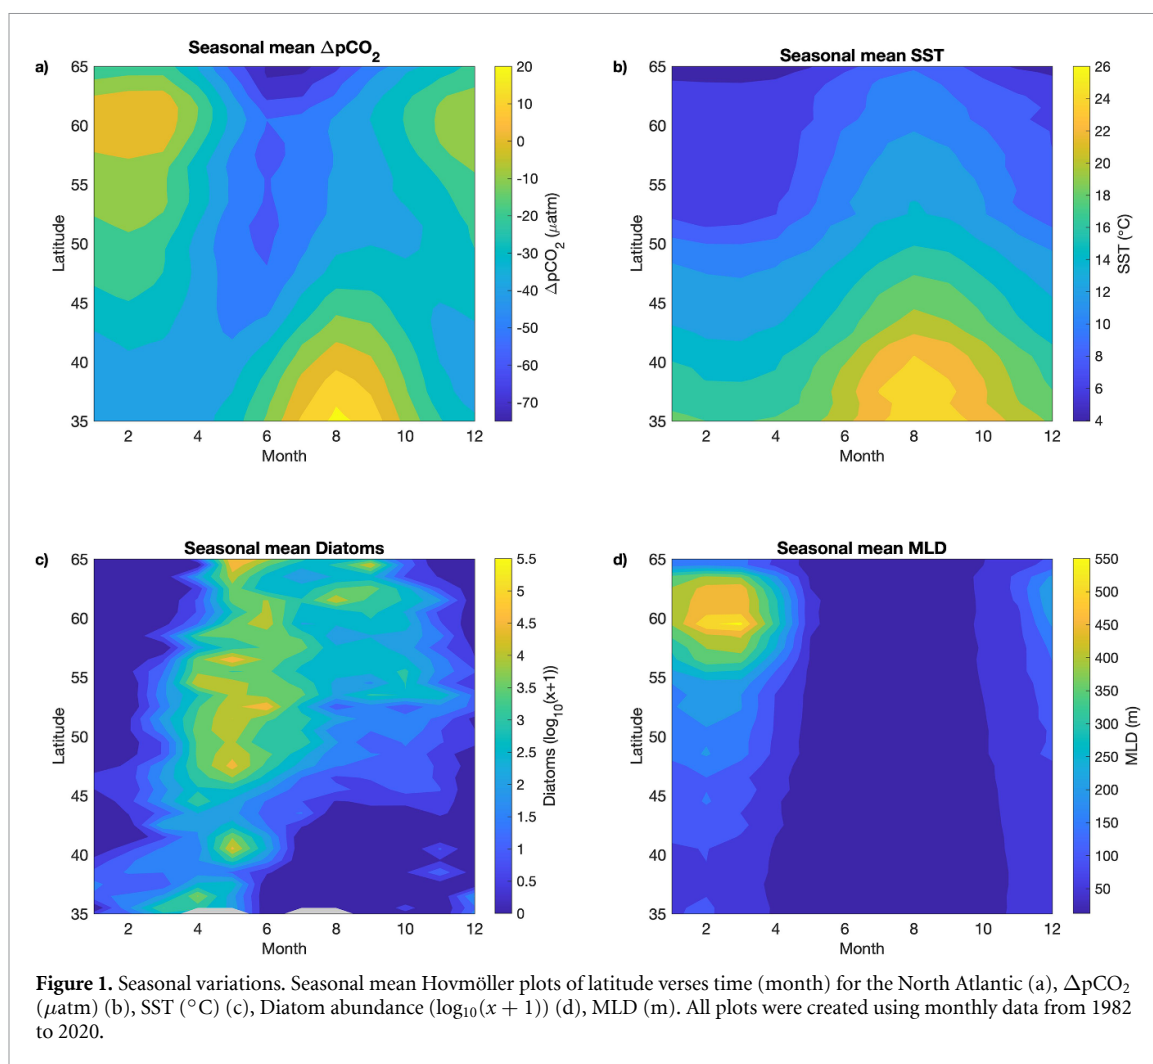 Seasonal mean ΔpCO2
a)
65
60
55
50
45
40
35
Latitude
2 4 6 8 10 12
Month
20
10
0
-10
-20
-30
-40
-50
-60
-70
ΔpCO2 (μatm)
Seasonal mean SST
b)
65
60
55
50
45
40
35
Latitude
2 4 6 8 10 12
Month
26
24
22
20
18
16
14
12
10
8
6
4
SST (°C)
Seasonal mean Diatoms
c)
65
60
55
50
45
40
35
Latitude
2 4 6 8 10 12
Month
5.5
5
4.5
4
3.5
3
2.5
2
1.5
1
0.5
0
Diatoms (log10(x+1))
Seasonal mean MLD
d)
65
60
55
50
45
40
35
Latitude
2 4 6 8 10 12
Month
550
500
450
400
350
300
250
200
150
100
50
MLD (m)
Figure 1. Seasonal variations. Seasonal mean Hovmöller plots of latitude verses time (month) for the North Atlantic (a), ΔpCO2
(μatm) (b), SST (°C) (c), Diatom abundance (log10(x + 1)) (d), MLD (m). All plots were created using monthly data from 1982
to 2020.